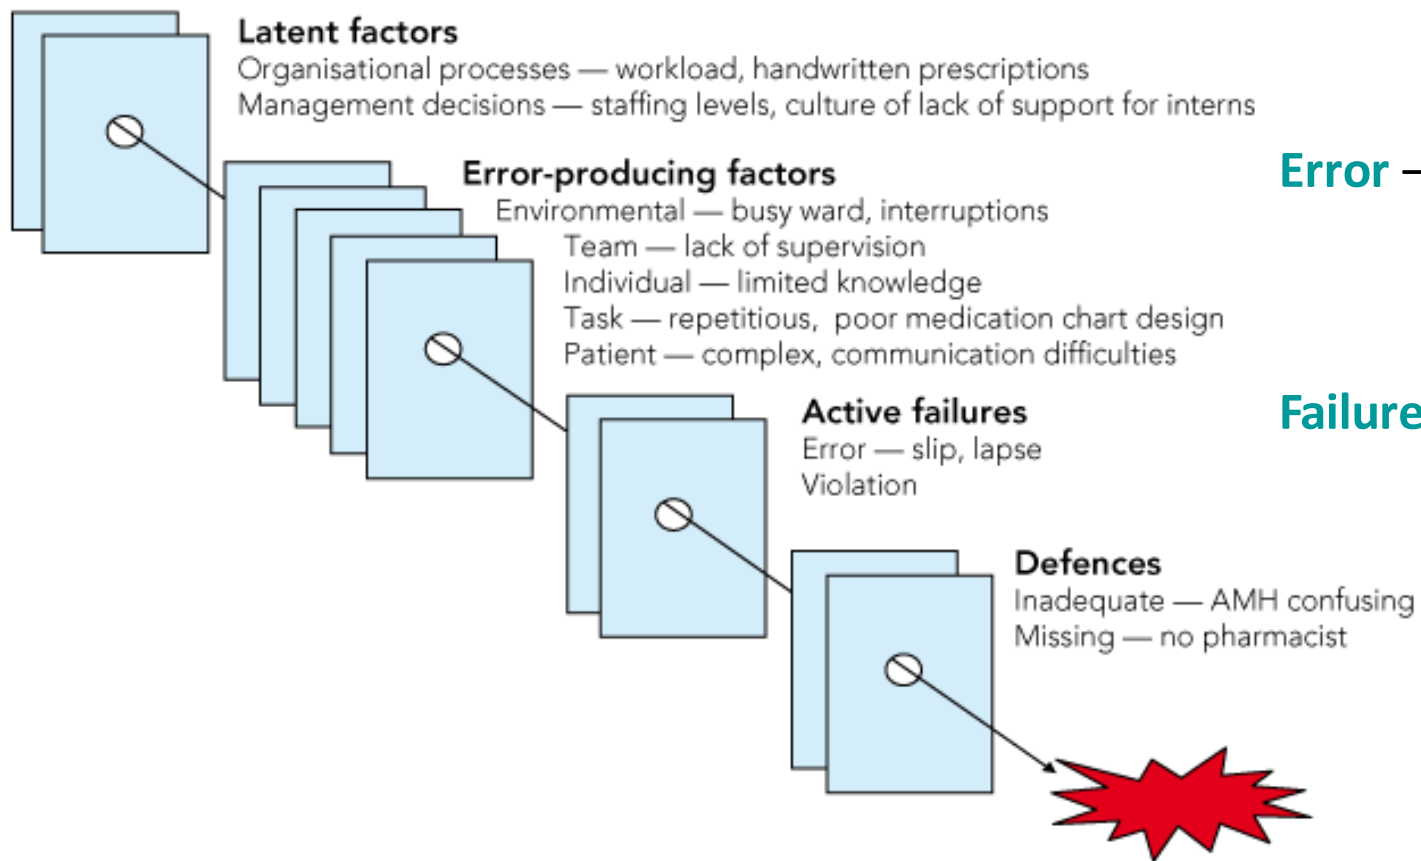 Latent factors
Organisational processes — workload, handwritten prescriptions
Management decisions — staffing levels, culture of lack of support for interns
Error-producing factors
Environmental — busy ward, interruptions
Team — lack of supervision
Individual — limited knowledge
Task — repetitious, poor medication chart design
Patient — complex, communication difficulties
Active failures
Error — slip, lapse
Violation
Defences
Inadequate — AMH confusing
Missing — no pharmacist
Error –
Failure